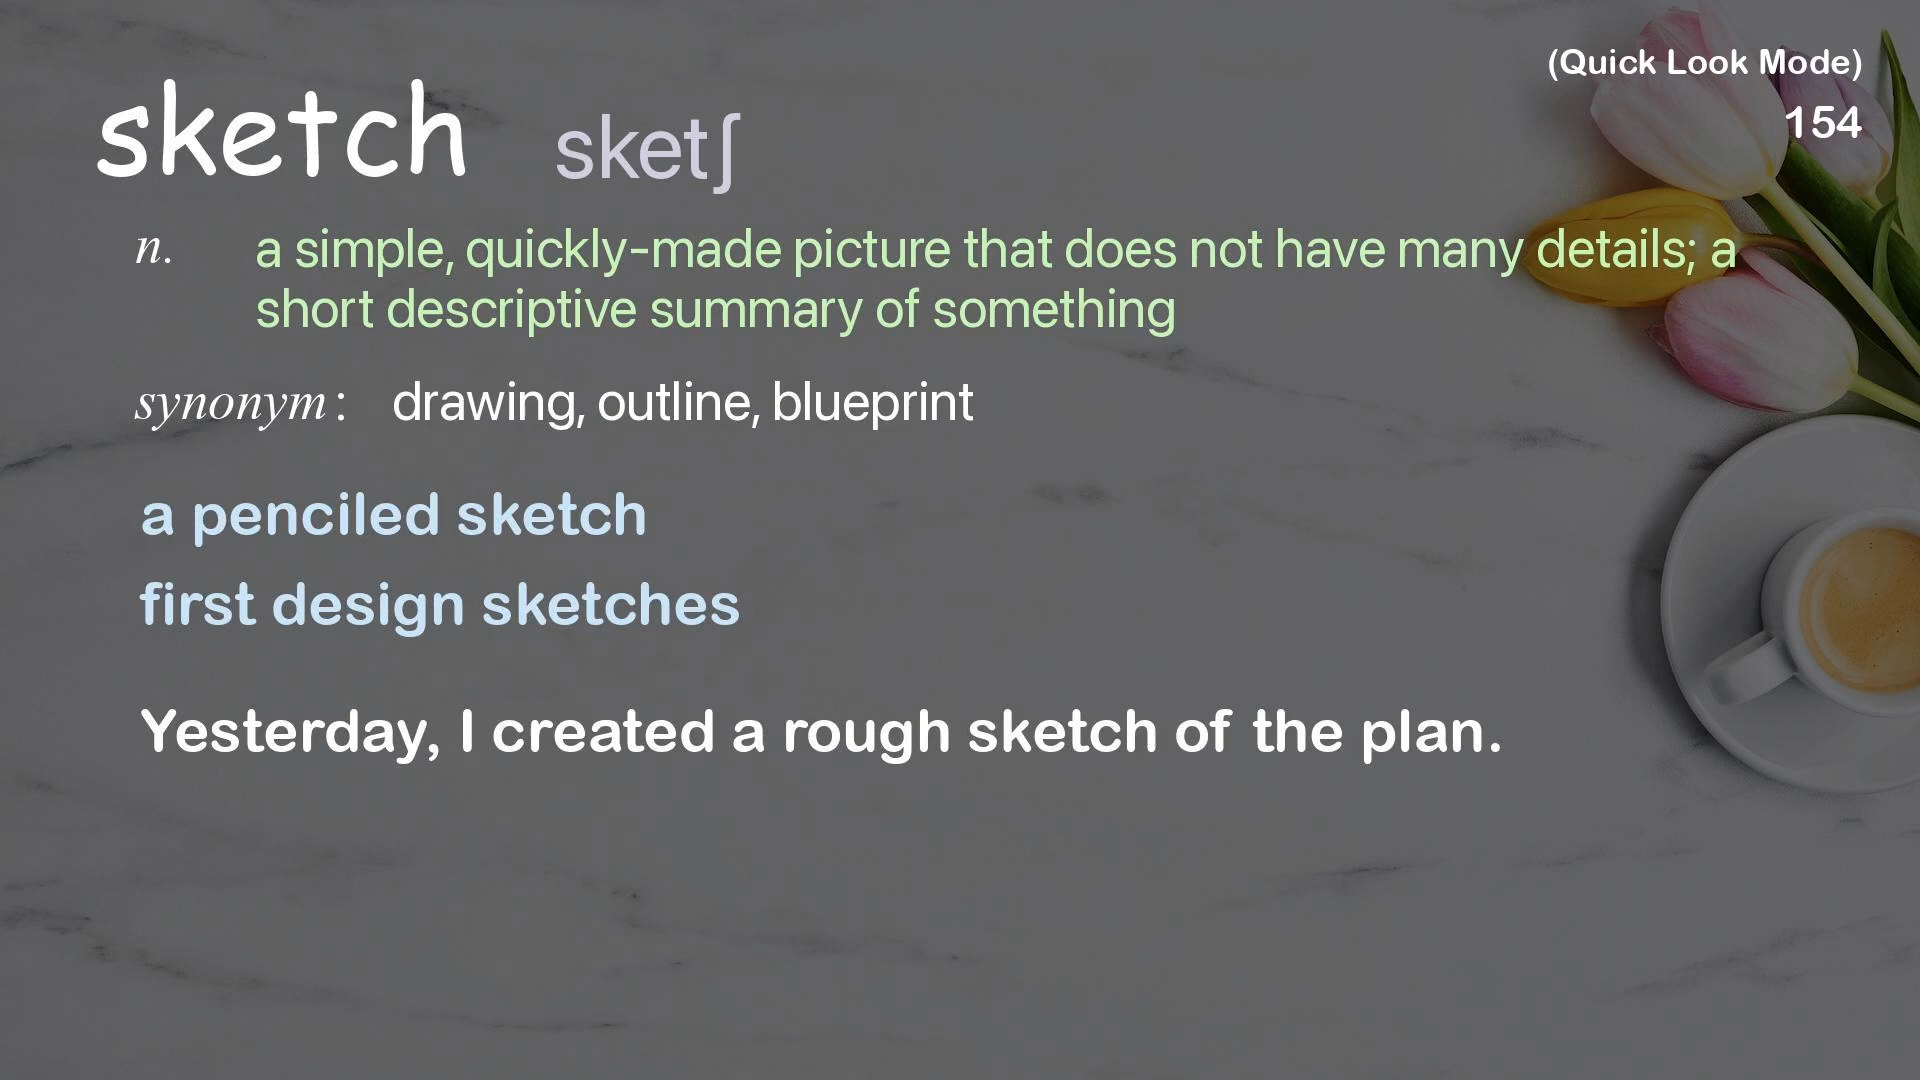 (Quick Look Mode)
154
sketch sketʃ
n. a simple, quickly-made picture that does not have many details; a
short descriptive summary of something
synonym: drawing, outline, blueprint
a penciled sketch
first design sketches
Yesterday, I created a rough sketch of the plan.